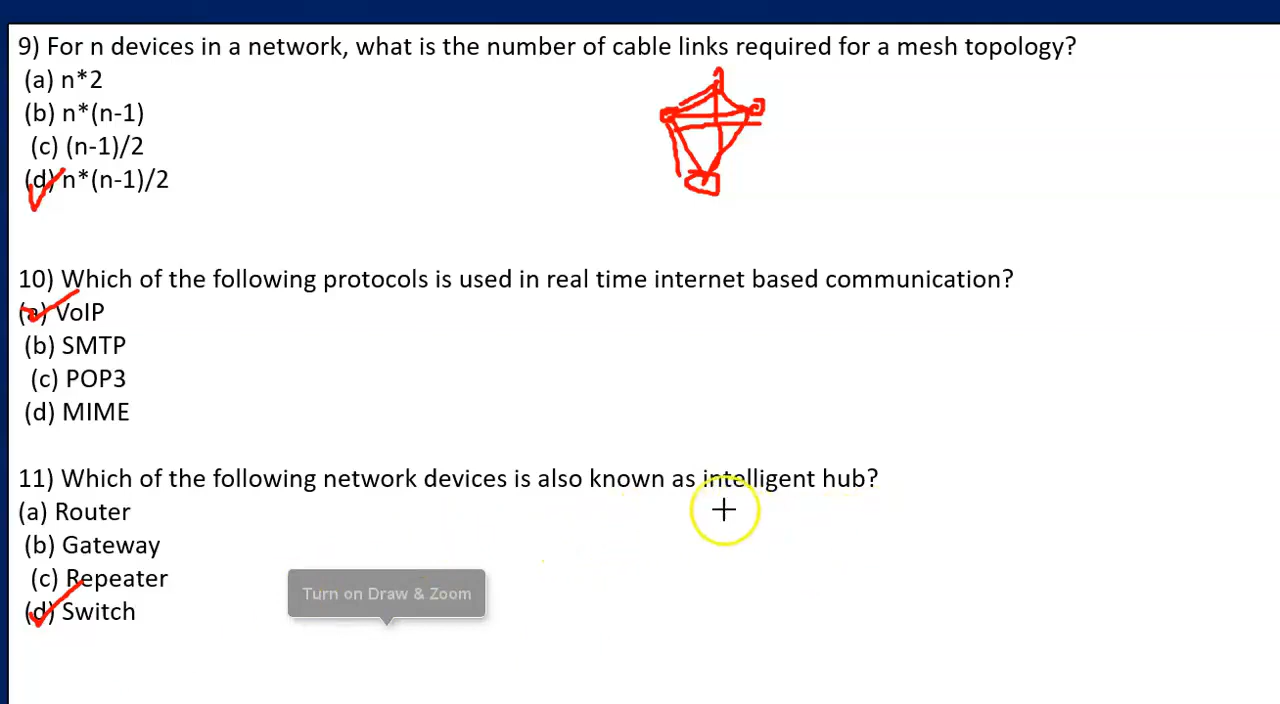 9) For n devices in a network, what is the number of cable links required for a mesh topology?
(a) n*2
(b) n*(n-1)
(c) (n-1)/2
(d) n*(n-1)/2
10) Which of the following protocols is used in real time internet based communication?
(a) VoIP
(b) SMTP
(c) POP3
(d) MIME
11) Which of the following network devices is also known as intelligent hub?
(a) Router
(b) Gateway
(c) Repeater
(d) Switch
Turn on Draw & Zoom